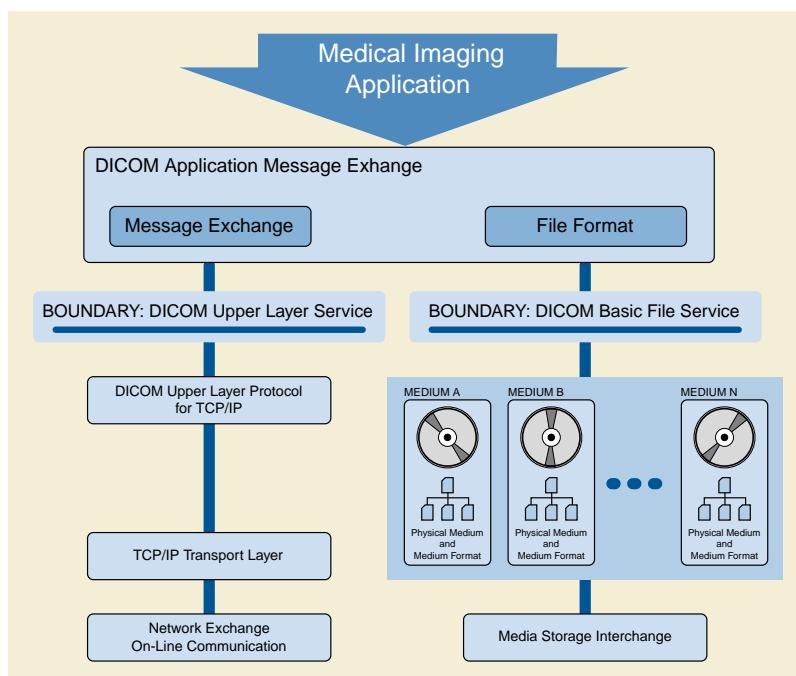 Medical Imaging
Application
DICOM Application Message Exhange
Message Exchange
File Format
BOUNDARY: DICOM Upper Layer Service
BOUNDARY: DICOM Basic File Service
DICOM Upper Layer Protocol
for TCP/IP
TCP/IP Transport Layer
Network Exchange
On-Line Communication
MEDIUM A
Physical Medium
and
Medium Format
MEDIUM B
Physical Medium
and
Medium Format
MEDIUM N
Physical Medium
and
Medium Format
Media Storage Interchange